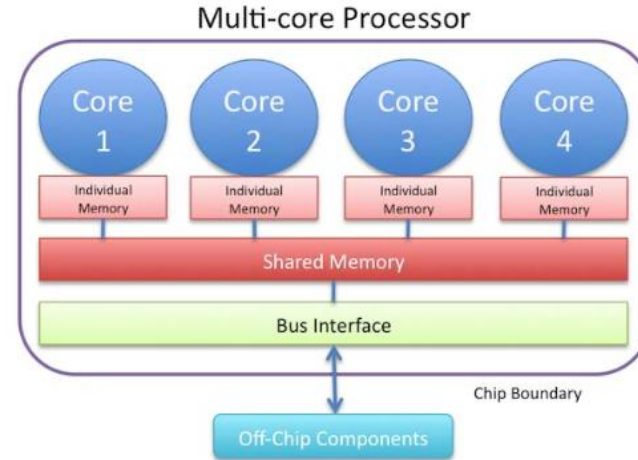 Multi-core Processor
Core
1
Core
2
Core
3
Core
4
Individual
Memory
Individual
Memory
Individual
Memory
Individual
Memory
Shared Memory
Bus Interface
Chip Boundary
Off-Chip Components